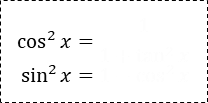 cos² x =
sin² x =